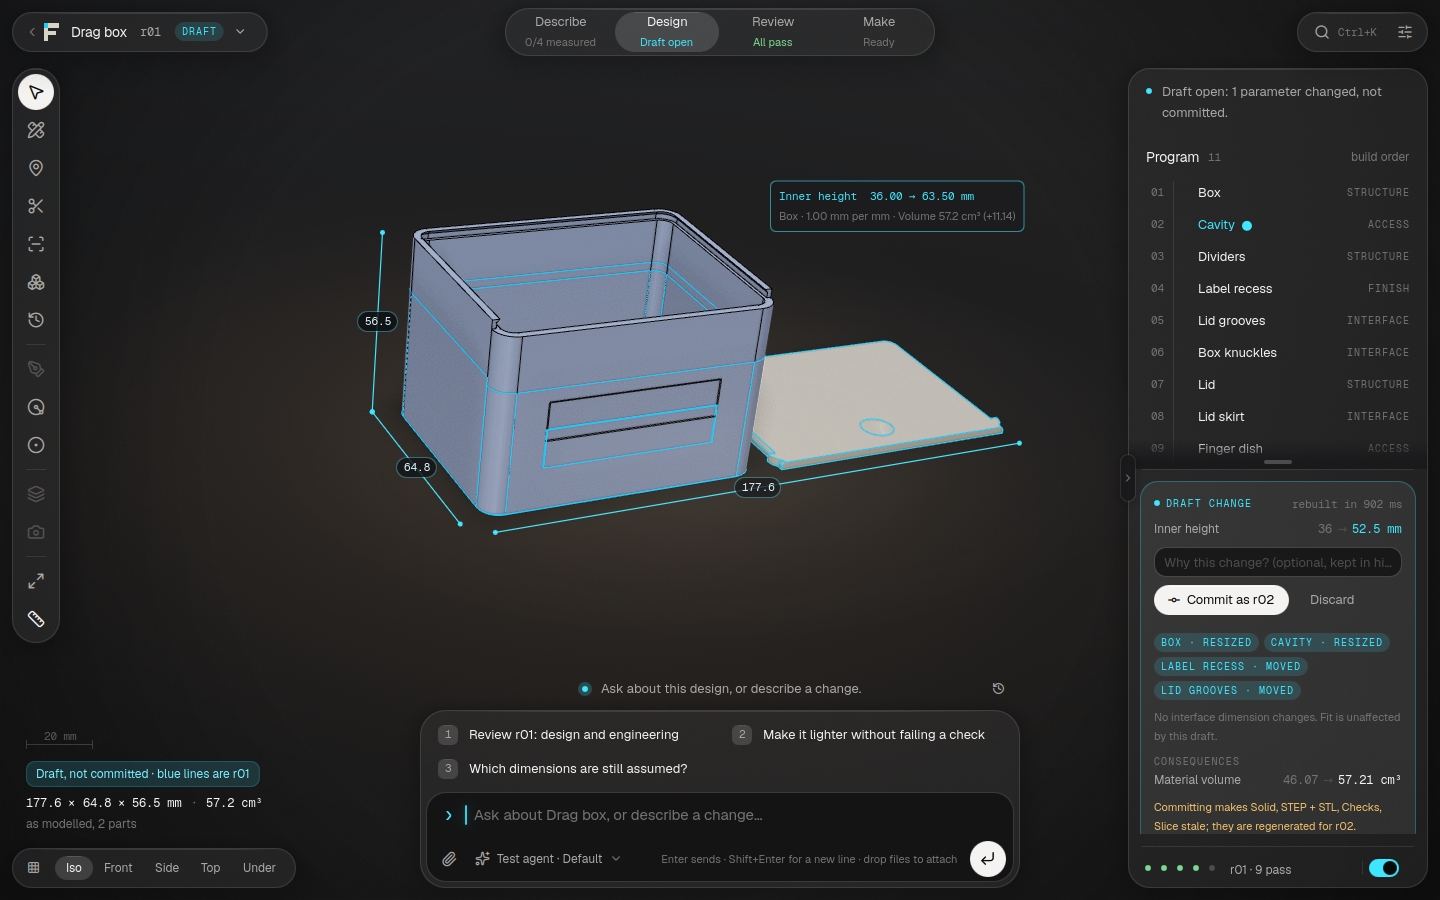 Drag box r01 DRAFT
Describe
0/4 measured
Design
Draft open
Review
All pass
Make
Ready
Ctrl+K
Draft open: 1 parameter changed, not
committed.
Program 11 build order
01 Box STRUCTURE
02 Cavity ACCESS
03 Dividers STRUCTURE
04 Label recess FINISH
05 Lid grooves INTERFACE
06 Box knuckles INTERFACE
07 Lid STRUCTURE
08 Lid skirt INTERFACE
09 Finger dish ACCESS
Inner height 36.00 → 63.50 mm
Box · 1.00 mm per mm · Volume 57.2 cm³ (+11.14)
56.5
64.8
177.6
DRAFT CHANGE rebuilt in 902 ms
Inner height 36 → 52.5 mm
Why this change? (optional, kept in hi...
Commit as r02 Discard
BOX · RESIZED CAVITY · RESIZED
LABEL RECESS · MOVED
LID GROOVES · MOVED
No interface dimension changes. Fit is unaffected
by this draft.
CONSEQUENCES
Material volume 46.07 → 57.21 cm³
Committing makes Solid, STEP + STL, Checks,
Slice stale; they are regenerated for r02.
r01 · 9 pass
Ask about this design, or describe a change.
1 Review r01: design and engineering
2 Make it lighter without failing a check
3 Which dimensions are still assumed?
Ask about Drag box, or describe a change...
Test agent · Default
Enter sends · Shift+Enter for a new line · drop files to attach
20 mm
Draft, not committed · blue lines are r01
177.6 × 64.8 × 56.5 mm · 57.2 cm³
as modelled, 2 parts
Iso Front Side Top Under